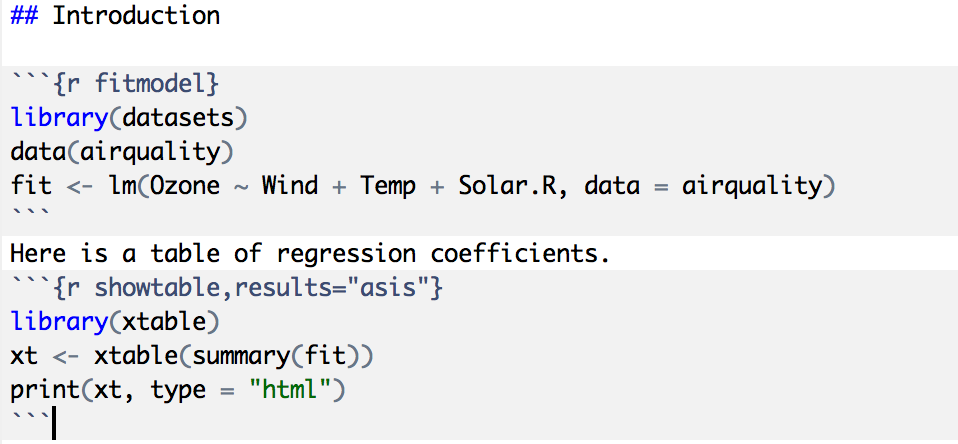 ## Introduction
```{r fitmodel}
library(datasets)
data(airquality)
fit <- lm(Ozone ~ Wind + Temp + Solar.R, data = airquality)
```
Here is a table of regression coefficients.
```{r showtable,results="asis"}
library(xtable)
xt <- xtable(summary(fit))
print(xt, type = "html")
```